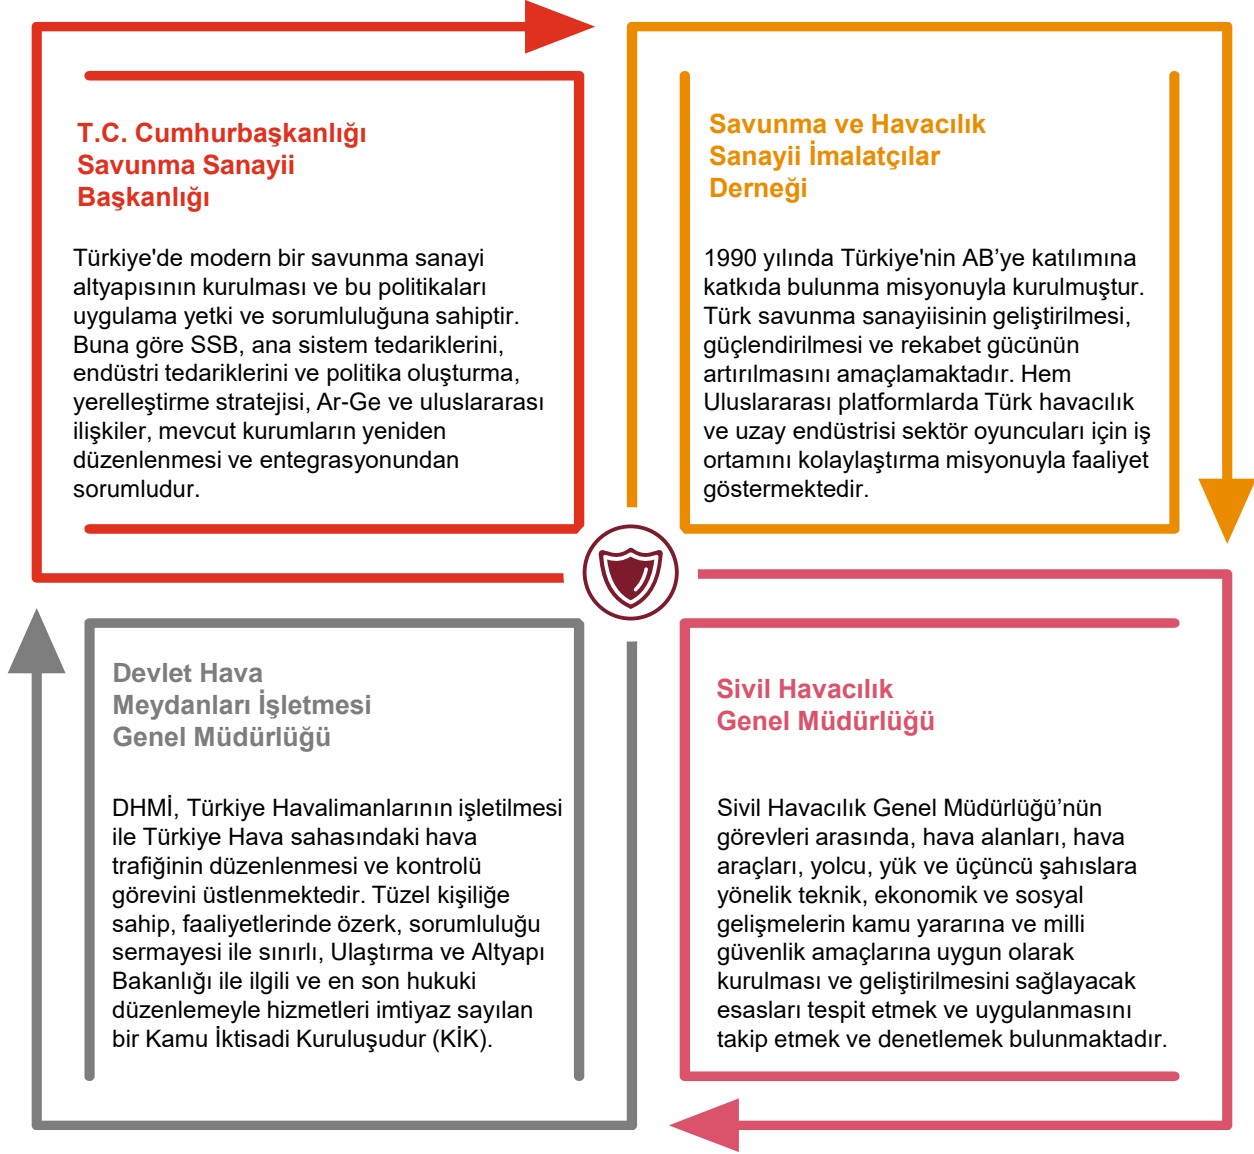 T.C. Cumhurbaşkanlığı
Savunma Sanayii
Başkanlığı
Türkiye'de modern bir savunma sanayi
altyapısının kurulması ve bu politikaları
uygulama yetki ve sorumluluğuna sahiptir.
Buna göre SSB, ana sistem tedariklerini,
endüstri tedariklerini ve politika oluşturma,
yerelleştirme stratejisi, Ar-Ge ve uluslararası
ilişkiler, mevcut kurumların yeniden
düzenlenmesi ve entegrasyonundan
sorumludur.
Savunma ve Havacılık
Sanayii İmalatçılar
Derneği
1990 yılında Türkiye'nin AB’ye katılımına
katkıda bulunma misyonuyla kurulmuştur.
Türk savunma sanayiisinin geliştirilmesi,
güçlendirilmesi ve rekabet gücünün
artırılmasını amaçlamaktadır. Hem
Uluslararası platformlarda Türk havacılık
ve uzay endüstrisi sektör oyuncuları için iş
ortamını kolaylaştırma misyonuyla faaliyet
göstermektedir.
Devlet Hava
Meydanları İşletmesi
Genel Müdürlüğü
DHMİ, Türkiye Havalimanlarının işletilmesi
ile Türkiye Hava sahasındaki hava
trafiğinin düzenlenmesi ve kontrolü
görevini üstlenmektedir. Tüzel kişiliğe
sahip, faaliyetlerinde özerk, sorumluluğu
sermayesi ile sınırlı, Ulaştırma ve Altyapı
Bakanlığı ile ilgili ve en son hukuki
düzenlemeyle hizmetleri imtiyaz sayılan
bir Kamu İktisadi Kuruluşudur (KİK).
Sivil Havacılık
Genel Müdürlüğü
Sivil Havacılık Genel Müdürlüğü’nün
görevleri arasında, hava alanları, hava
araçları, yolcu, yük ve üçüncü şahıslara
yönelik teknik, ekonomik ve sosyal
gelişmelerin kamu yararına ve milli
güvenlik amaçlarına uygun olarak
kurulması ve geliştirilmesini sağlayacak
esasları tespit etmek ve uygulanmasını
takip etmek ve denetlemek bulunmaktadır.